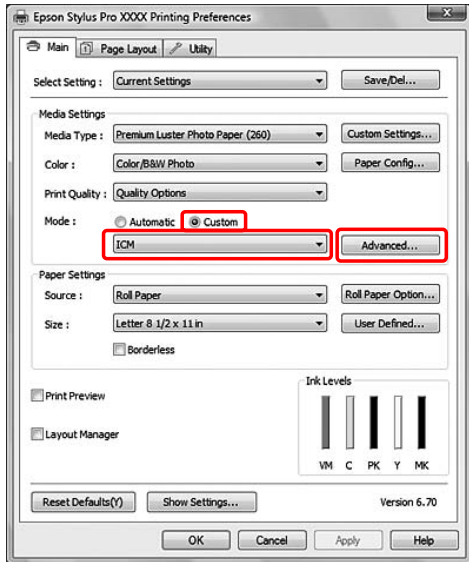 Epson Stylus Pro XXXX Printing Preferences
Main Page Layout Utility
Select Setting : Current Settings Save/Del...
Media Settings
Media Type : Premium Luster Photo Paper (260) Custom Settings...
Color : Color/B&W Photo Paper Config...
Print Quality : Quality Options
Mode : Automatic Custom
ICM Advanced...
Paper Settings
Source : Roll Paper Roll Paper Option...
Size : Letter 8 1/2 x 11 in User Defined...
Borderless
Print Preview
Layout Manager
Ink Levels
VM C PK Y MK
Reset Defaults(Y) Show Settings... Version 6.70
OK Cancel Apply Help